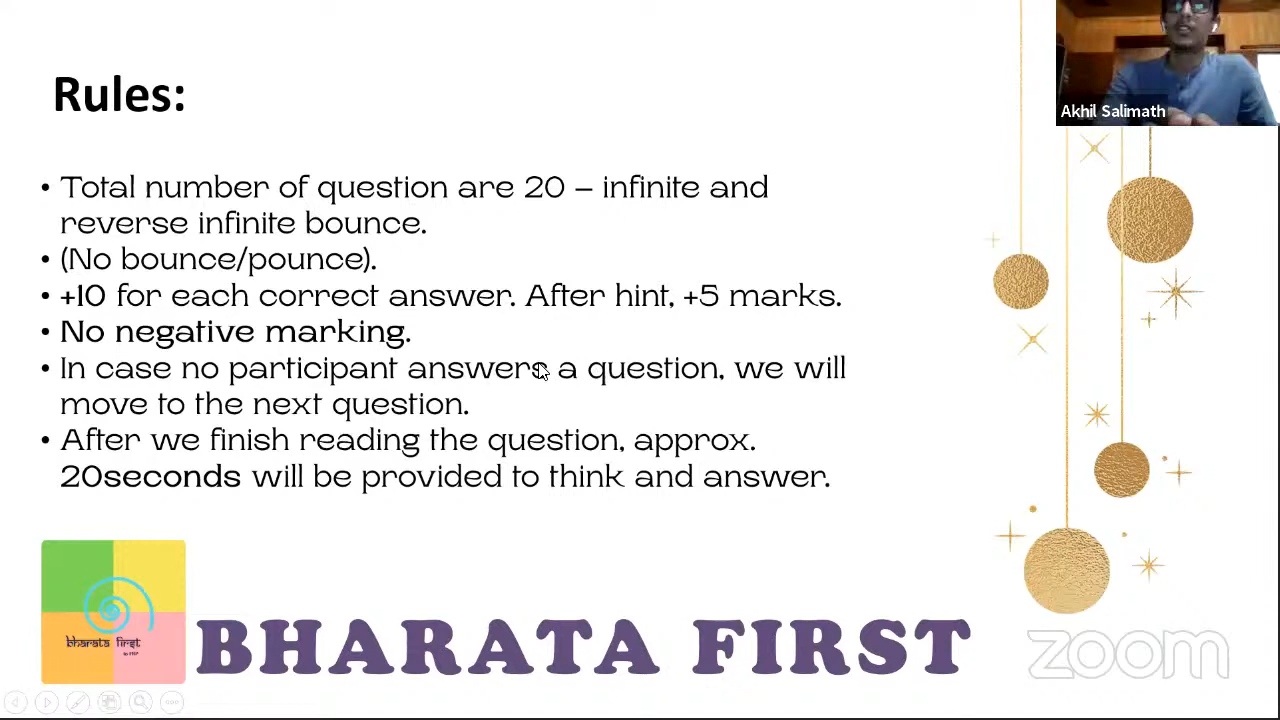 Rules:
Akhil Salimath
• Total number of question are 20 – infinite and
reverse infinite bounce.
• (No bounce/pounce).
• +10 for each correct answer. After hint, +5 marks.
• No negative marking.
• In case no participant answers a question, we will
move to the next question.
• After we finish reading the question, approx.
20seconds will be provided to think and answer.
bharata first
by FHP
BHARATA FIRST
zoom